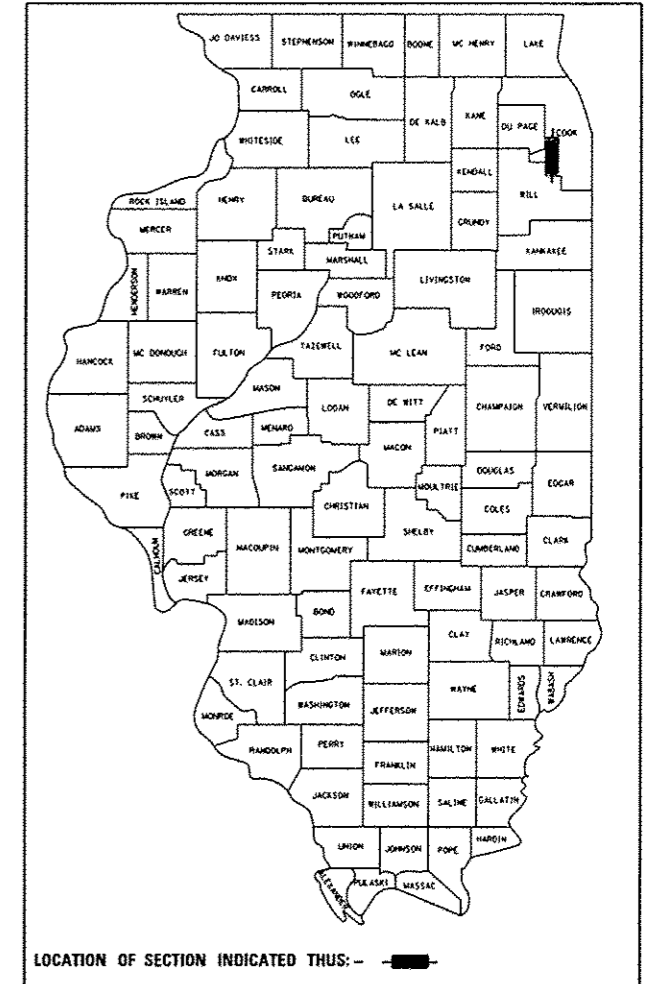 JO DAVIESS STEPHENSON WINNEBAGO BOONE MC HENRY LAKE
CARROLL OGLE
DE KALB KANE DU PAGE COOK
WHITESIDE LEE
KENDALL WILL
ROCK ISLAND HENRY BUREAU LA SALLE GRUNDY
MERCER PUTNAM
STARK MARSHALL KANKAKEE
HENDERSON WARREN KNOX PEORIA WOODFORD LIVINGSTON IROQUOIS
HANCOCK MC DONOUGH FULTON TAZEWELL MC LEAN FORD
SCHUYLER MASON LOGAN DE WITT CHAMPAIGN VERMILION
ADAMS BROWN CASS MENARD MACON PIATT
PIKE SCOTT MORGAN SANGAMON CHRISTIAN MOULTRIE DOUGLAS EDGAR
COLES
CALHOUN GREENE MACOUPIN MONTGOMERY SHELBY CUMBERLAND CLARK
JERSEY FAYETTE EFFINGHAM JASPER CRAWFORD
MADISON BOND
CLAY RICHLAND LAWRENCE
CLINTON MARION
ST. CLAIR WAYNE EDWARDS WABASH
MONROE WASHINGTON JEFFERSON
RANDOLPH PERRY HAMILTON WHITE
FRANKLIN
JACKSON WILLIAMSON SALINE GALLATIN
UNION JOHNSON POPE HARDIN
ALEXANDER PULASKI MASSAC
LOCATION OF SECTION INDICATED THUS: –